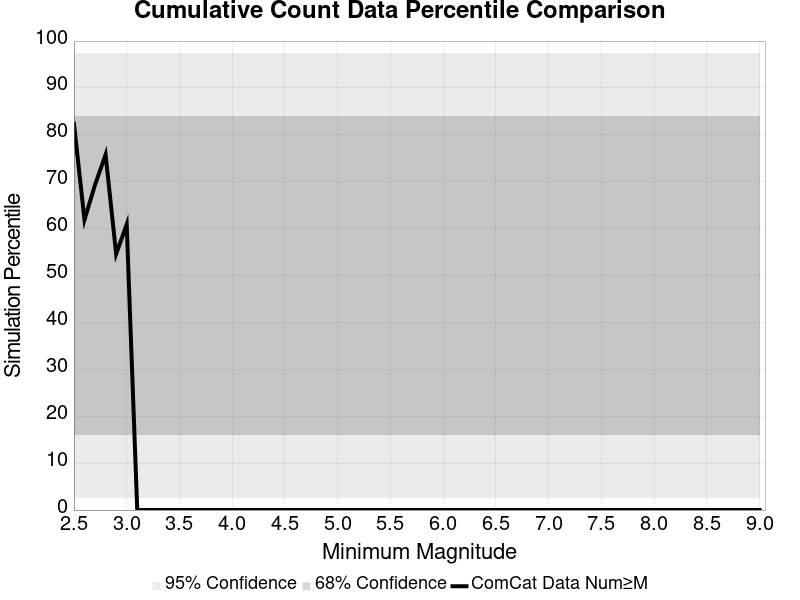 Cumulative Count Data Percentile Comparison
100
90
80
70
60
50
40
30
20
10
0
Simulation Percentile
2.5 3.0 3.5 4.0 4.5 5.0 5.5 6.0 6.5 7.0 7.5 8.0 8.5 9.0
Minimum Magnitude
95% Confidence 68% Confidence ComCat Data Num≥M